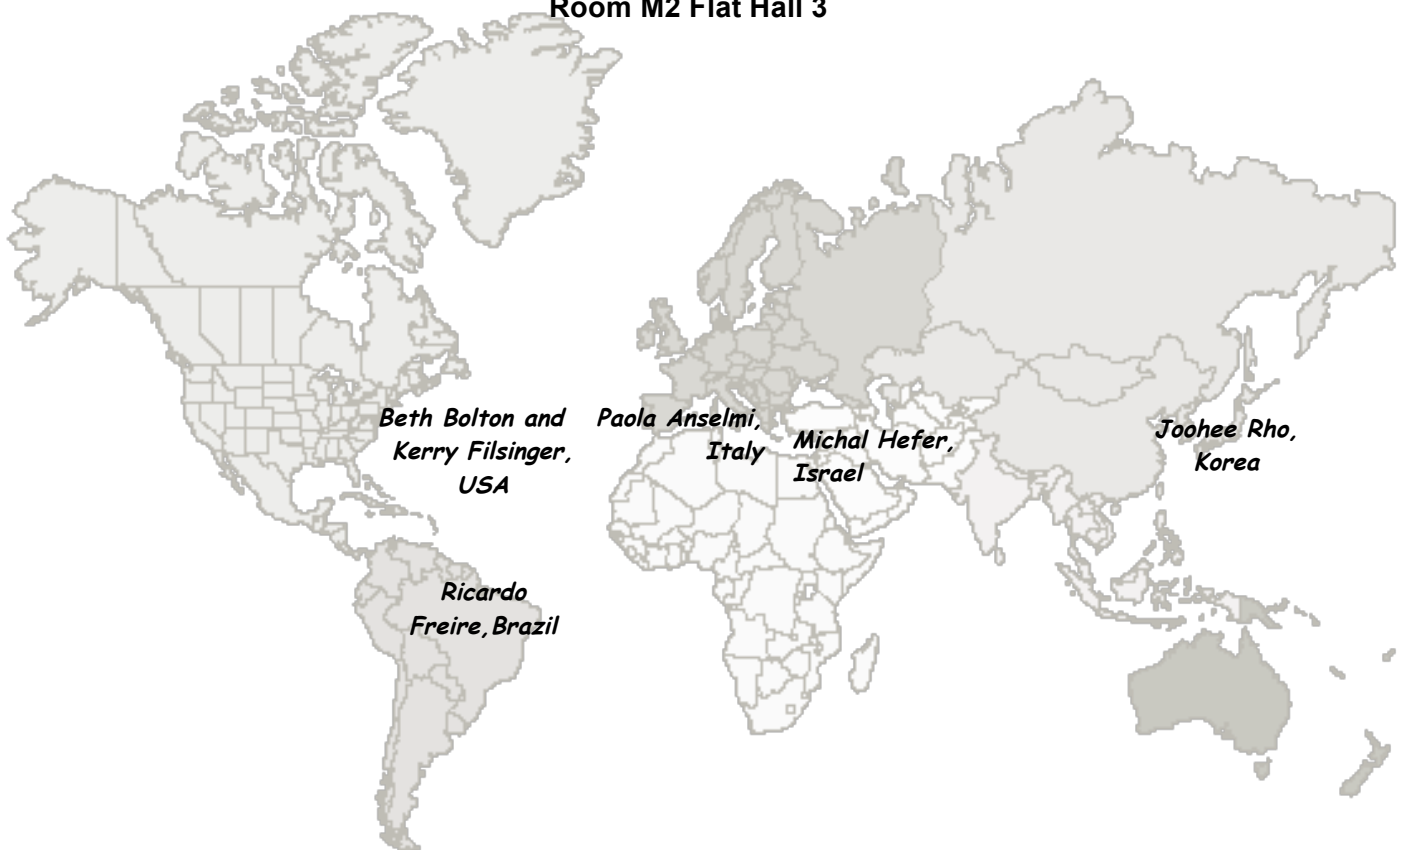 Room M2 Flat Hall 3
Beth Bolton and
Kerry Filsinger,
USA
Paola Anselmi,
Italy
Michal Hefer,
Israel
Joohee Rho,
Korea
Ricardo
Freire, Brazil